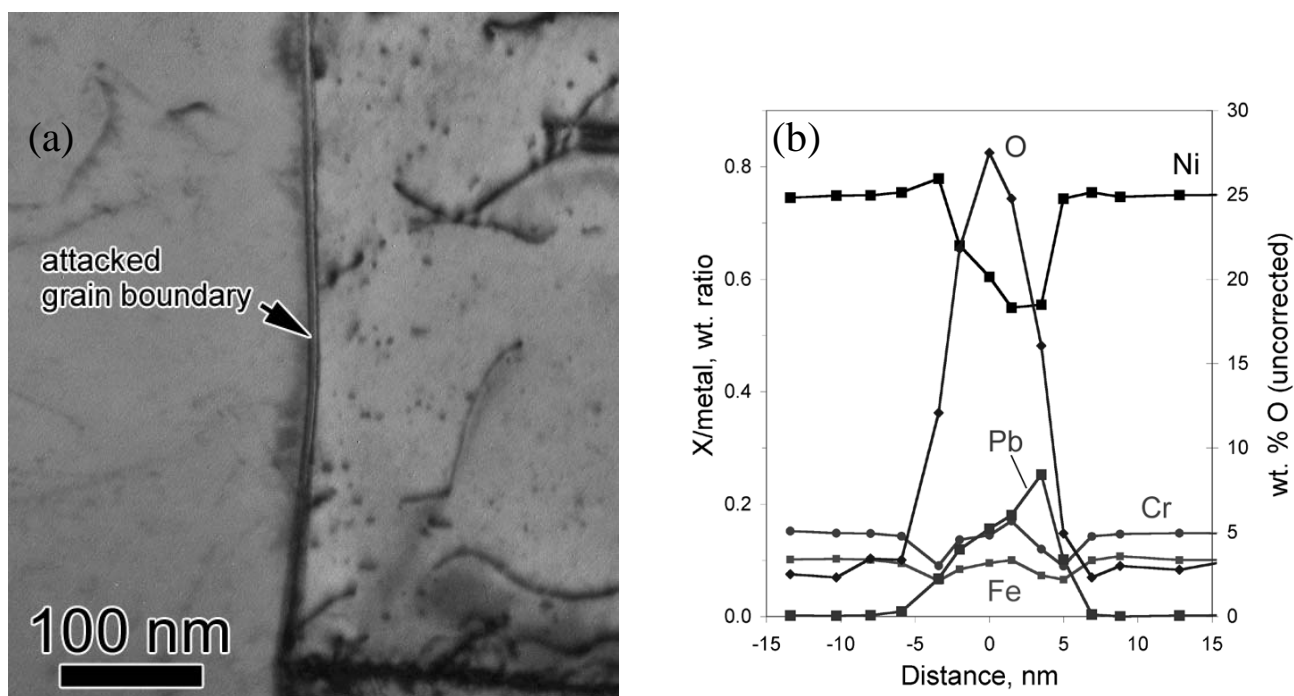 (a)
attacked
grain boundary
100 nm
(b)
X/metal, wt. ratio
0.8
0.6
0.4
0.2
0.0
30
25
20
15
10
5
0
wt. % O (uncorrected)
O
Ni
Pb
Cr
Fe
-15 -10 -5 0 5 10 15
Distance, nm